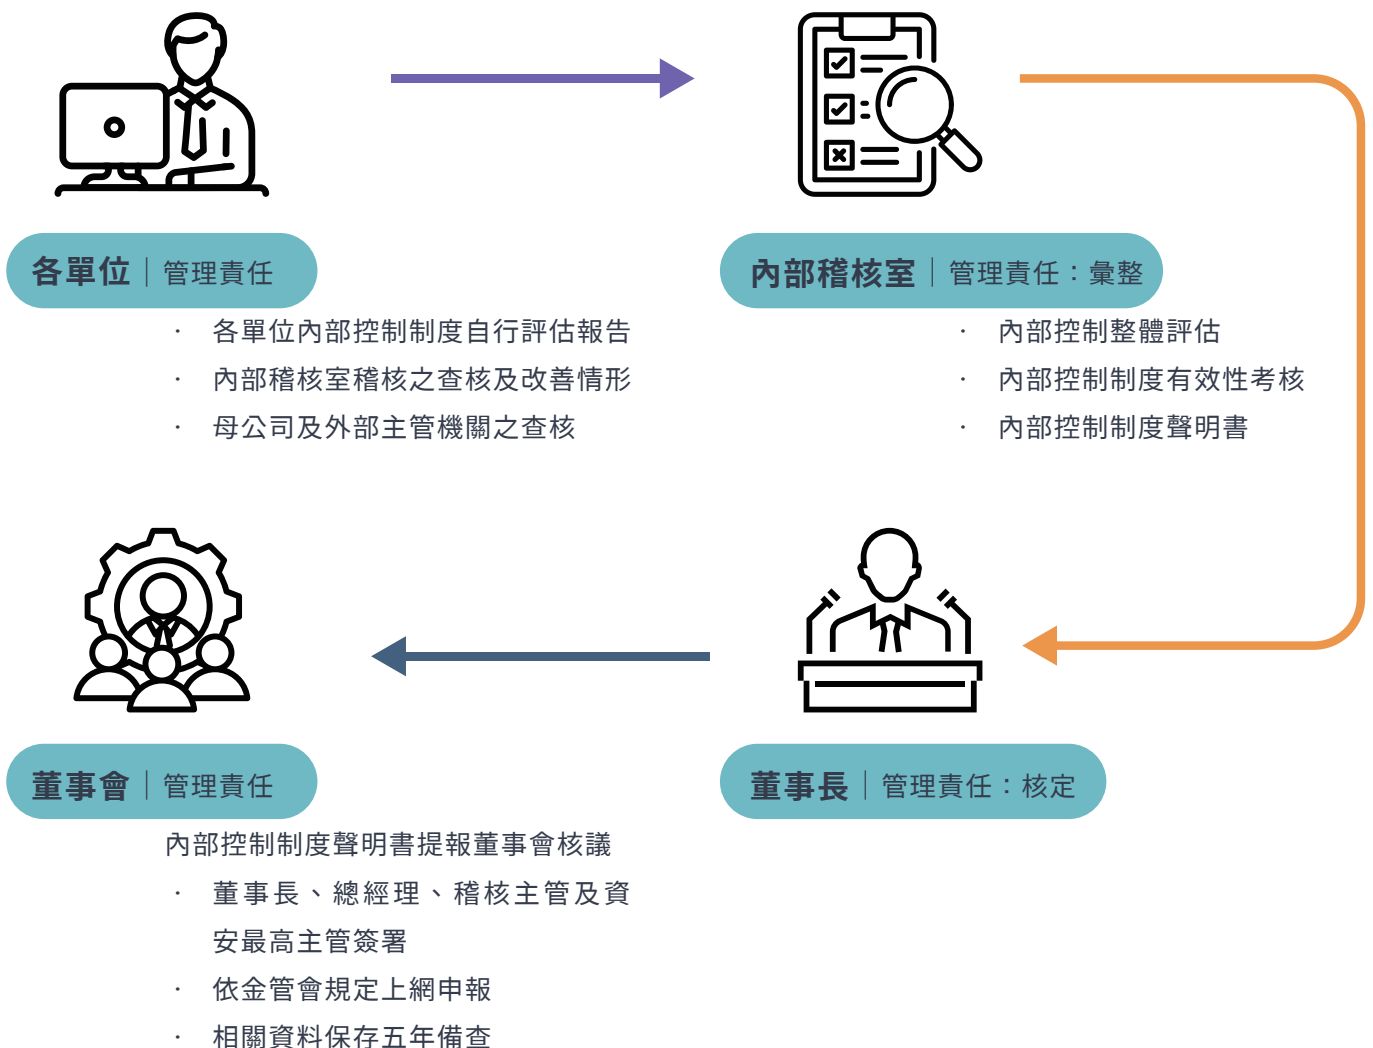 各單位｜管理責任
· 各單位內部控制制度自行評估報告
· 內部稽核室稽核之查核及改善情形
· 母公司及外部主管機關之查核
內部稽核室｜管理責任：彙整
· 內部控制整體評估
· 內部控制制度有效性考核
· 內部控制制度聲明書
董事長｜管理責任：核定
董事會｜管理責任
內部控制制度聲明書提報董事會核議
· 董事長、總經理、稽核主管及資
安最高主管簽署
· 依金管會規定上網申報
· 相關資料保存五年備查